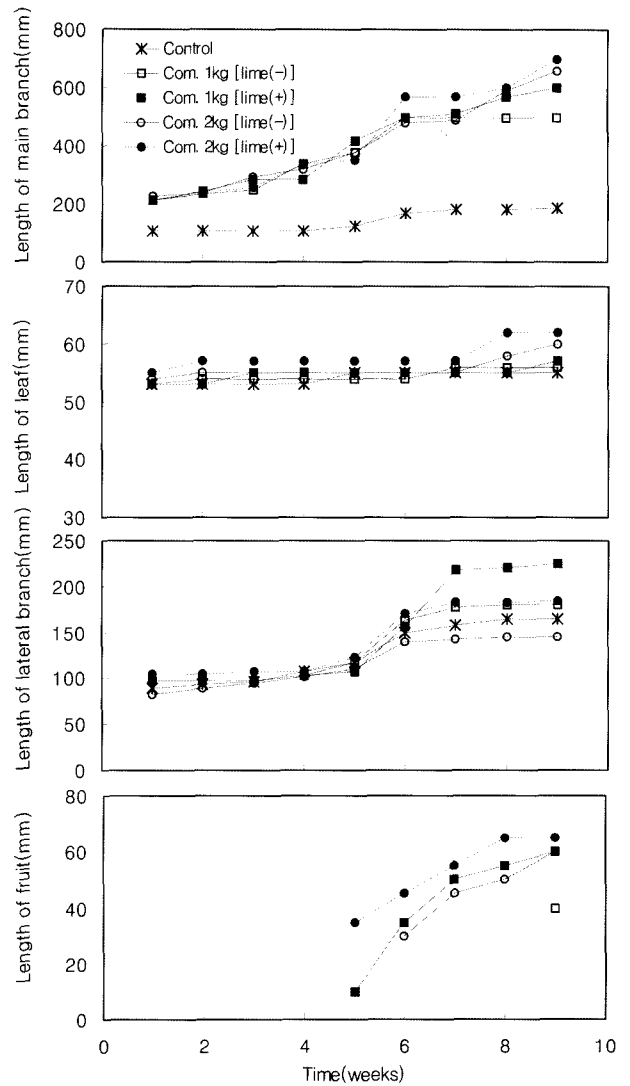 Length of main branch(mm)
800
600
400
200
0
Control
Com. 1kg [lime(-)]
Com. 1kg [lime(+)]
Com. 2kg [lime(-)]
Com. 2kg [lime(+)]
Length of leaf(mm)
70
60
50
40
30
Length of lateral branch(mm)
250
200
150
100
50
0
Length of fruit(mm)
80
60
40
20
0
0 2 4 6 8 10
Time(weeks)